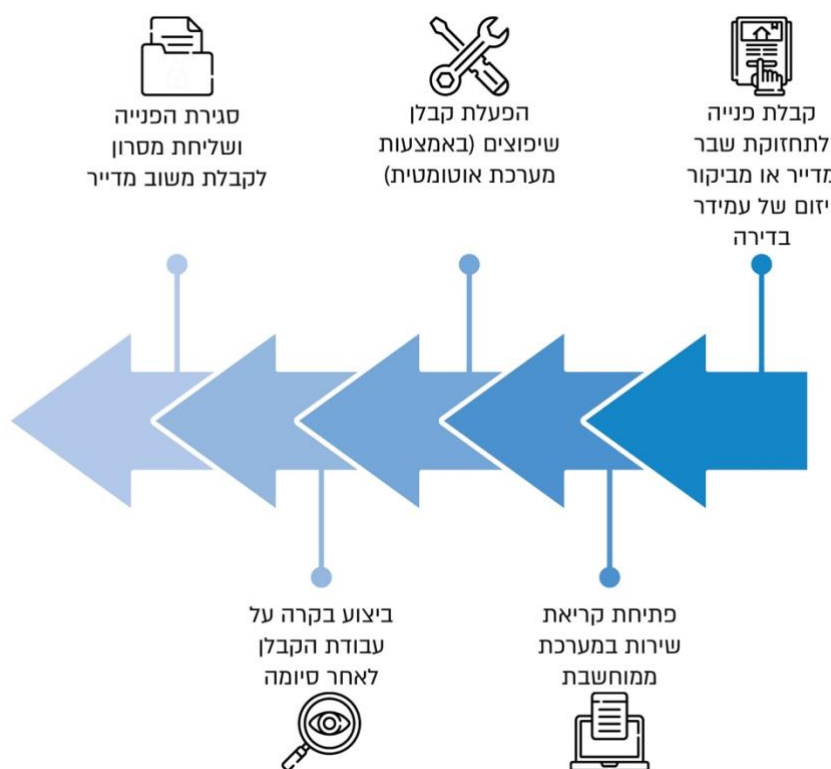 קבלת פנייה
לתחזוקת שבר
מדייר או מביקור
יזום של עמידר
בדירה
פתיחת קריאת
שירות במערכת
ממוחשבת
הפעלת קבלן
שיפוצים (באמצעות
מערכת אוטומטית)
ביצוע בקרה על
עבודת הקבלן
לאחר סיומה
סגירת הפנייה
ושליחת מסרון
לקבלת משוב מדייר